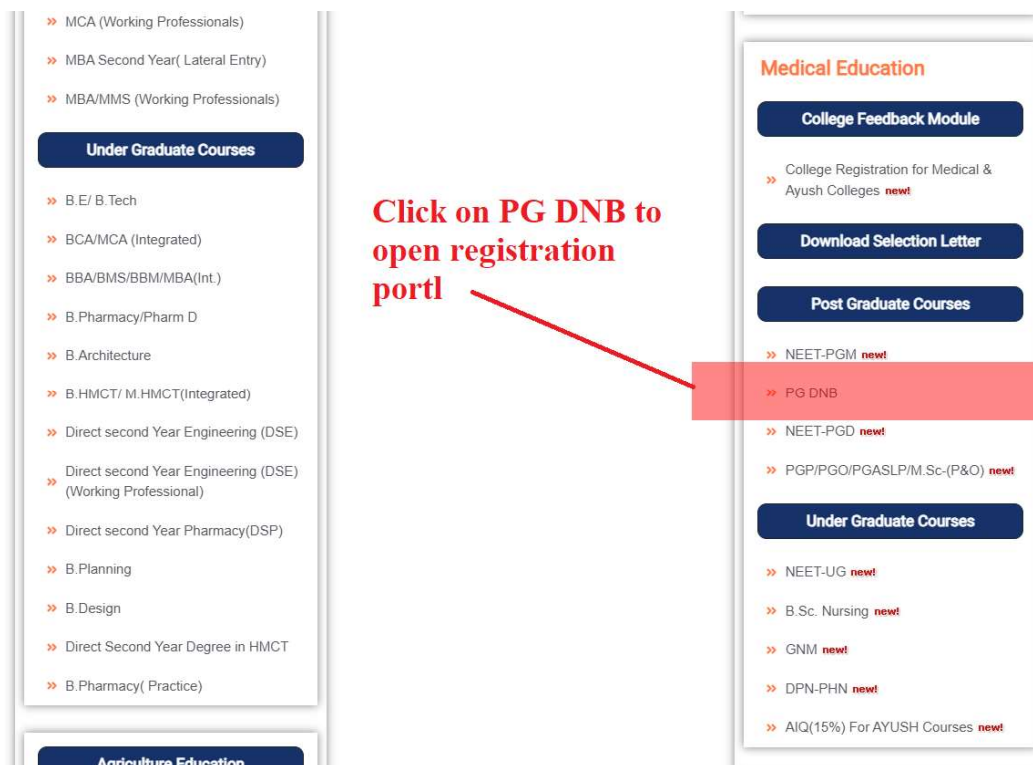 MCA (Working Professionals)
MBA Second Year( Lateral Entry)
MBA/MMS (Working Professionals)
Under Graduate Courses
B.E/ B.Tech
BCA/MCA (Integrated)
BBA/BMS/BBM/MBA(Int.)
B.Pharmacy/Pharm D
B.Architecture
B.HMCT/ M.HMCT(Integrated)
Direct second Year Engineering (DSE)
Direct second Year Engineering (DSE)
(Working Professional)
Direct second Year Pharmacy(DSP)
B.Planning
B.Design
Direct Second Year Degree in HMCT
B.Pharmacy( Practice)
Agriculture Education
Click on PG DNB to
open registration
portl
Medical Education
College Feedback Module
College Registration for Medical &
Ayush Colleges new!
Download Selection Letter
Post Graduate Courses
NEET-PGM new!
PG DNB
NEET-PGD new!
PGP/PGO/PGASLP/M.Sc-(P&O) new!
Under Graduate Courses
NEET-UG new!
B.Sc. Nursing new!
GNM new!
DPN-PHN new!
AIQ(15%) For AYUSH Courses new!